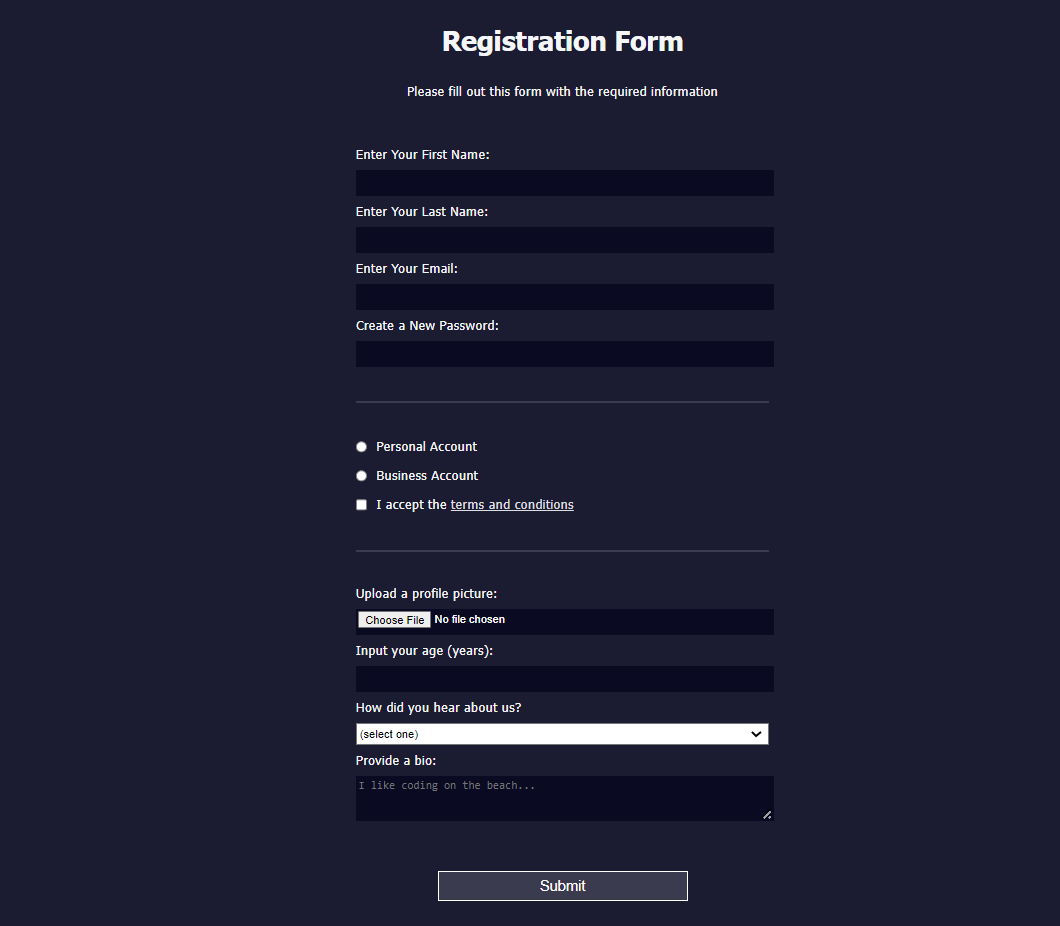 Registration Form
Please fill out this form with the required information
Enter Your First Name:
Enter Your Last Name:
Enter Your Email:
Create a New Password:
Personal Account
Business Account
I accept the terms and conditions
Upload a profile picture:
Choose File No file chosen
Input your age (years):
How did you hear about us?
(select one)
Provide a bio:
I like coding on the beach...
Submit